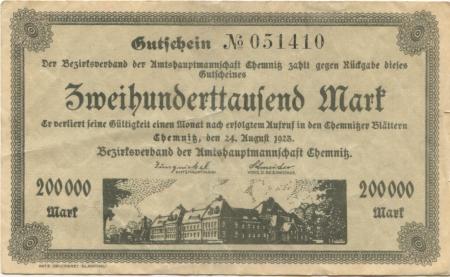 Gutschein № 051410
Der Bezirksverband der Amtshauptmannschaft Chemnitz zahlt gegen Rückgabe dieses
Gutscheines
Zweihunderttausend Mark
Er verliert seine Gültigkeit einen Monat nach erfolgtem Aufruf in den Chemnitzer Blättern
Chemnitz, den 24. August 1923.
Bezirksverband der Amtshauptmannschaft Chemnitz.
AMTSHAUPTMANN
200000 200000
Mark Mark